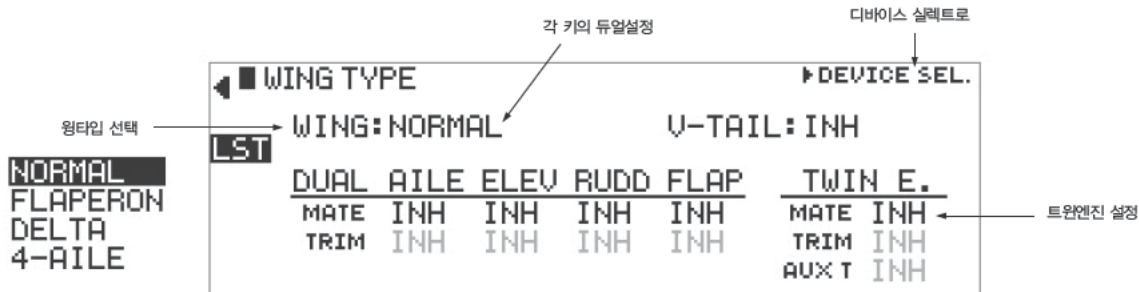 디바이스 실렉트로
각 키의 듀얼설정
■ WING TYPE ▶DEVICE SEL.
윙타입 선택
WING:NORMAL V-TAIL:INH
LST
NORMAL
FLAPERON
DELTA
4-AILE
DUAL AILE ELEV RUDD FLAP
MATE INH INH INH INH
TRIM INH INH INH INH
TWIN E.
MATE INH
TRIM INH
AUX T INH
트윈엔진 설정